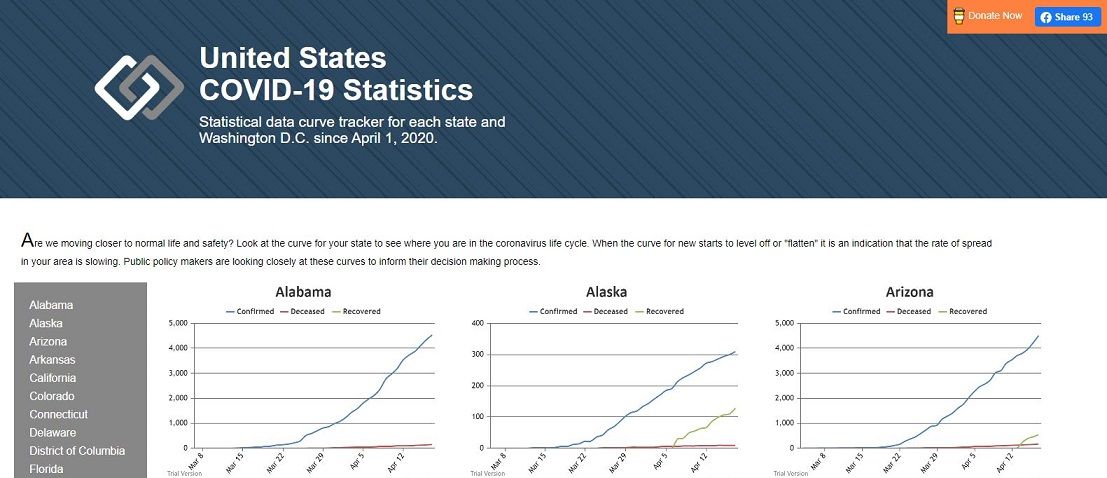 Donate Now
Share 93
United States
COVID-19 Statistics
Statistical data curve tracker for each state and
Washington D.C. since April 1, 2020.
Are we moving closer to normal life and safety? Look at the curve for your state to see where you are in the coronavirus life cycle. When the curve for new starts to level off or "flatten" it is an indication that the rate of spread
in your area is slowing. Public policy makers are looking closely at these curves to inform their decision making process.
Alabama
Alaska
Arizona
Arkansas
California
Colorado
Connecticut
Delaware
District of Columbia
Florida
Alabama
Confirmed Deceased Recovered
5,000
4,000
3,000
2,000
1,000
0
Mar 8 Mar 15 Mar 22 Mar 29 Apr 5 Apr 12
Trial Version
Alaska
Confirmed Deceased Recovered
400
300
200
100
0
Mar 8 Mar 15 Mar 22 Mar 29 Apr 5 Apr 12
Trial Version
Arizona
Confirmed Deceased Recovered
5,000
4,000
3,000
2,000
1,000
0
Mar 8 Mar 15 Mar 22 Mar 29 Apr 5 Apr 12
Trial Version